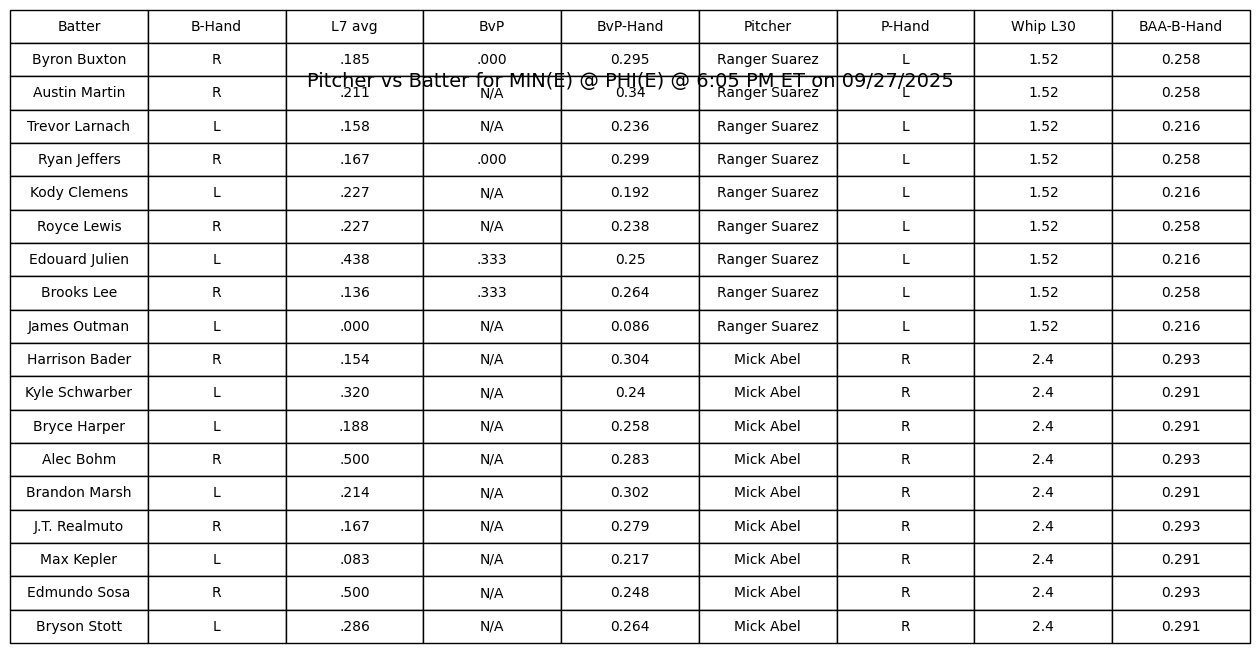 Batter B-Hand L7 avg BvP BvP-Hand Pitcher P-Hand Whip L30 BAA-B-Hand
Byron Buxton R .185 .000 0.295 Ranger Suarez L 1.52 0.258
Pitcher vs Batter for MIN(E) @ PHI(E) @ 6:05 PM ET on 09/27/2025
Austin Martin R .211 N/A 0.34 Ranger Suarez L 1.52 0.258
Trevor Larnach L .158 N/A 0.236 Ranger Suarez L 1.52 0.216
Ryan Jeffers R .167 .000 0.299 Ranger Suarez L 1.52 0.258
Kody Clemens L .227 N/A 0.192 Ranger Suarez L 1.52 0.216
Royce Lewis R .227 N/A 0.238 Ranger Suarez L 1.52 0.258
Edouard Julien L .438 .333 0.25 Ranger Suarez L 1.52 0.216
Brooks Lee R .136 .333 0.264 Ranger Suarez L 1.52 0.258
James Outman L .000 N/A 0.086 Ranger Suarez L 1.52 0.216
Harrison Bader R .154 N/A 0.304 Mick Abel R 2.4 0.293
Kyle Schwarber L .320 N/A 0.24 Mick Abel R 2.4 0.291
Bryce Harper L .188 N/A 0.258 Mick Abel R 2.4 0.291
Alec Bohm R .500 N/A 0.283 Mick Abel R 2.4 0.293
Brandon Marsh L .214 N/A 0.302 Mick Abel R 2.4 0.291
J.T. Realmuto R .167 N/A 0.279 Mick Abel R 2.4 0.293
Max Kepler L .083 N/A 0.217 Mick Abel R 2.4 0.291
Edmundo Sosa R .500 N/A 0.248 Mick Abel R 2.4 0.293
Bryson Stott L .286 N/A 0.264 Mick Abel R 2.4 0.291